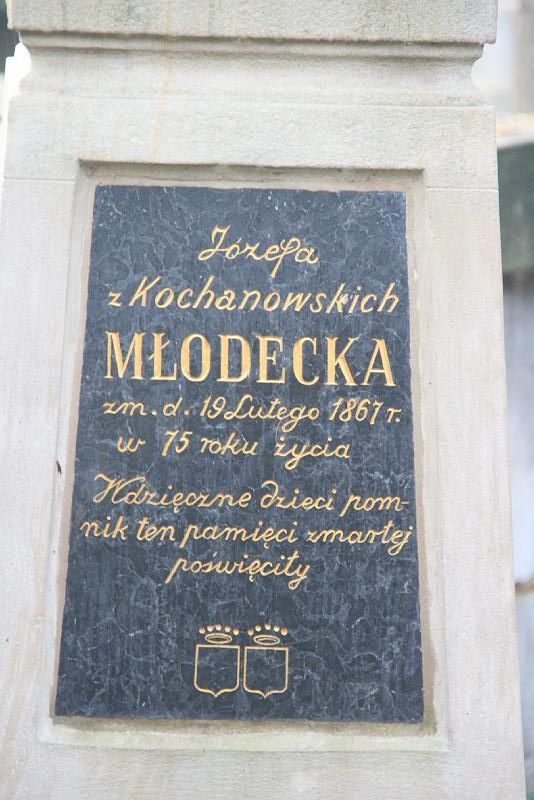 Józefa
z Kochanowskich
MŁODECKA
zm. d. 19 Lutego 1867 r.
w 75 roku życia
Wdzięczne dzieci pom-
nik ten pamięci zmarłej
poświęciły